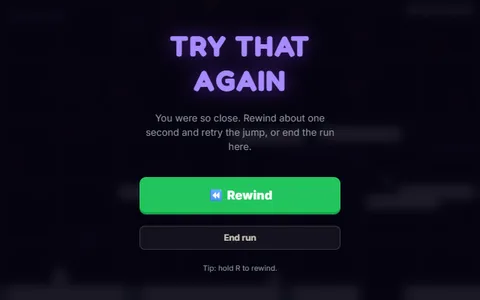 TRY THAT
AGAIN
You were so close. Rewind about one
second and retry the jump, or end the run
here.
⏪ Rewind
End run
Tip: hold R to rewind.